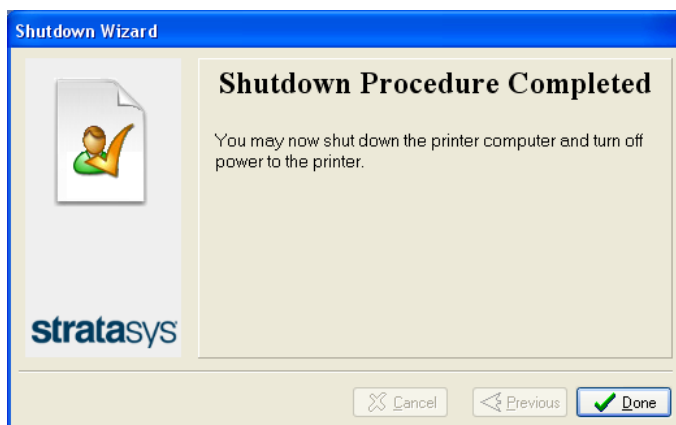 Shutdown Wizard
Shutdown Procedure Completed
You may now shut down the printer computer and turn off
power to the printer.
stratasys
Cancel Previous Done